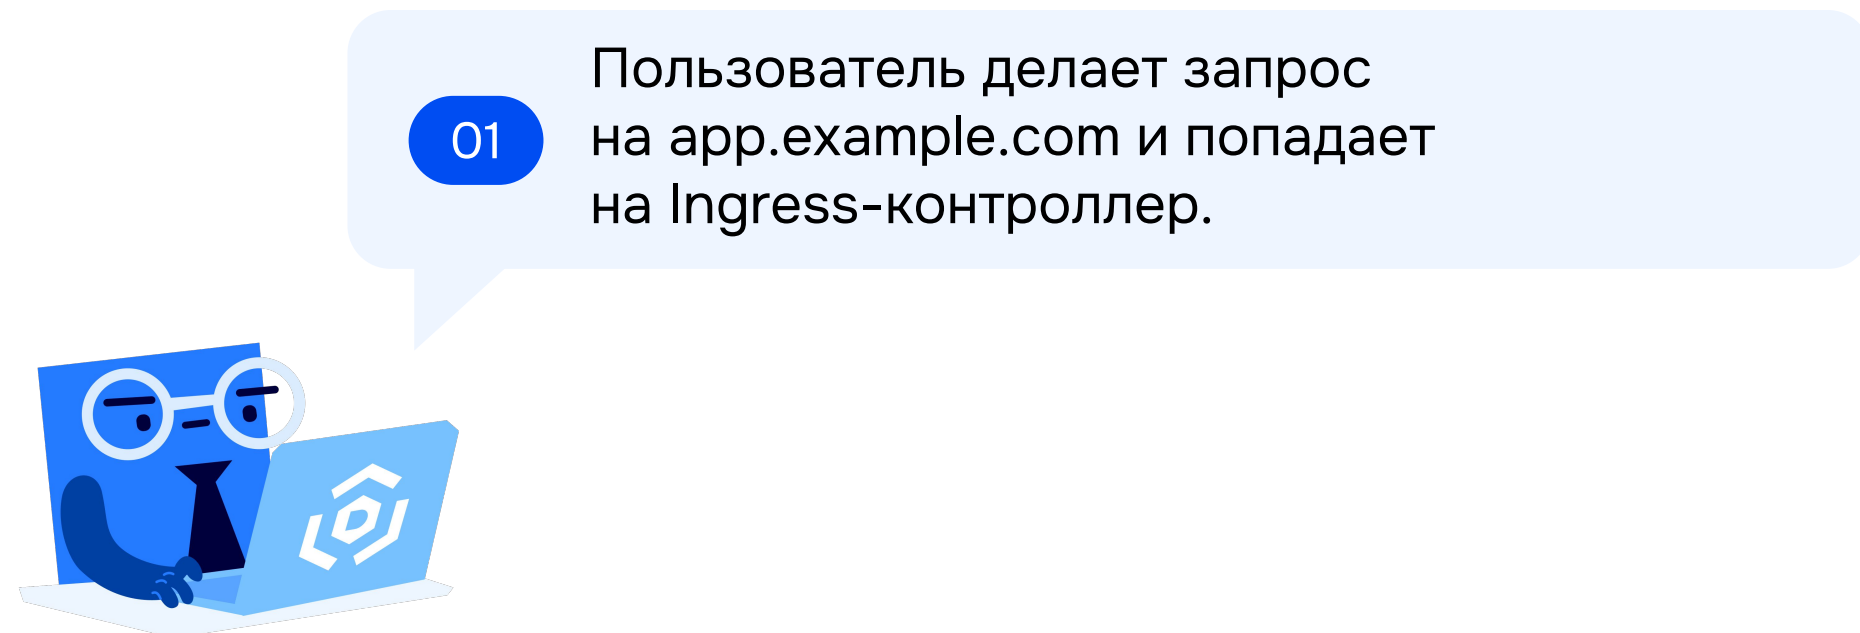 01
Пользователь делает запрос
на app.example.com и попадает
на Ingress-контроллер.